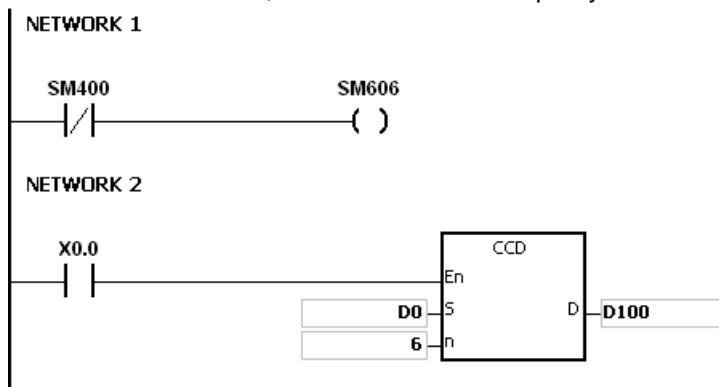 NETWORK 1
SM400 SM606
NETWORK 2
X0.0
CCD
En
D0 S D D100
6 n